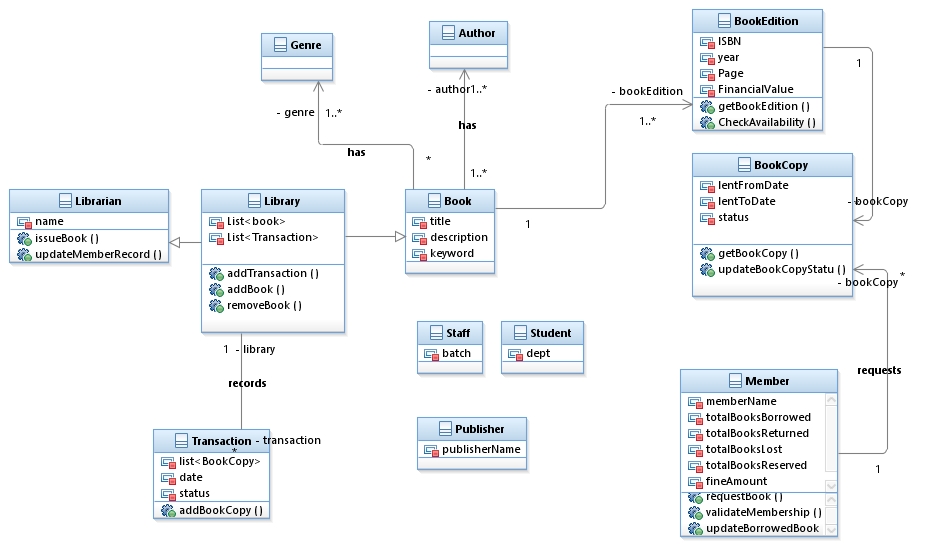 Genre
- genre
1..*
has
*
Author
- author1..*
has
1..*
BookEdition
ISBN
year
Page
FinancialValue
getBookEdition ()
CheckAvailability ()
- bookEdition
1..*
1
1
- bookCopy
BookCopy
lentFromDate
lentToDate
status
getBookCopy ()
updateBookCopyStatu ()
*
- bookCopy
requests
1
Librarian
name
issueBook ()
updateMemberRecord ()
Library
List<book>
List<Transaction>
addTransaction ()
addBook ()
removeBook ()
Book
title
description
keyword
1 - library
records
- transaction
*
Transaction
list<BookCopy>
date
status
addBookCopy ()
Staff
batch
Student
dept
Publisher
publisherName
Member
memberName
totalBooksBorrowed
totalBooksReturned
totalBooksLost
totalBooksReserved
fineAmount
requestBook ()
validateMembership ()
updateBorrowedBook